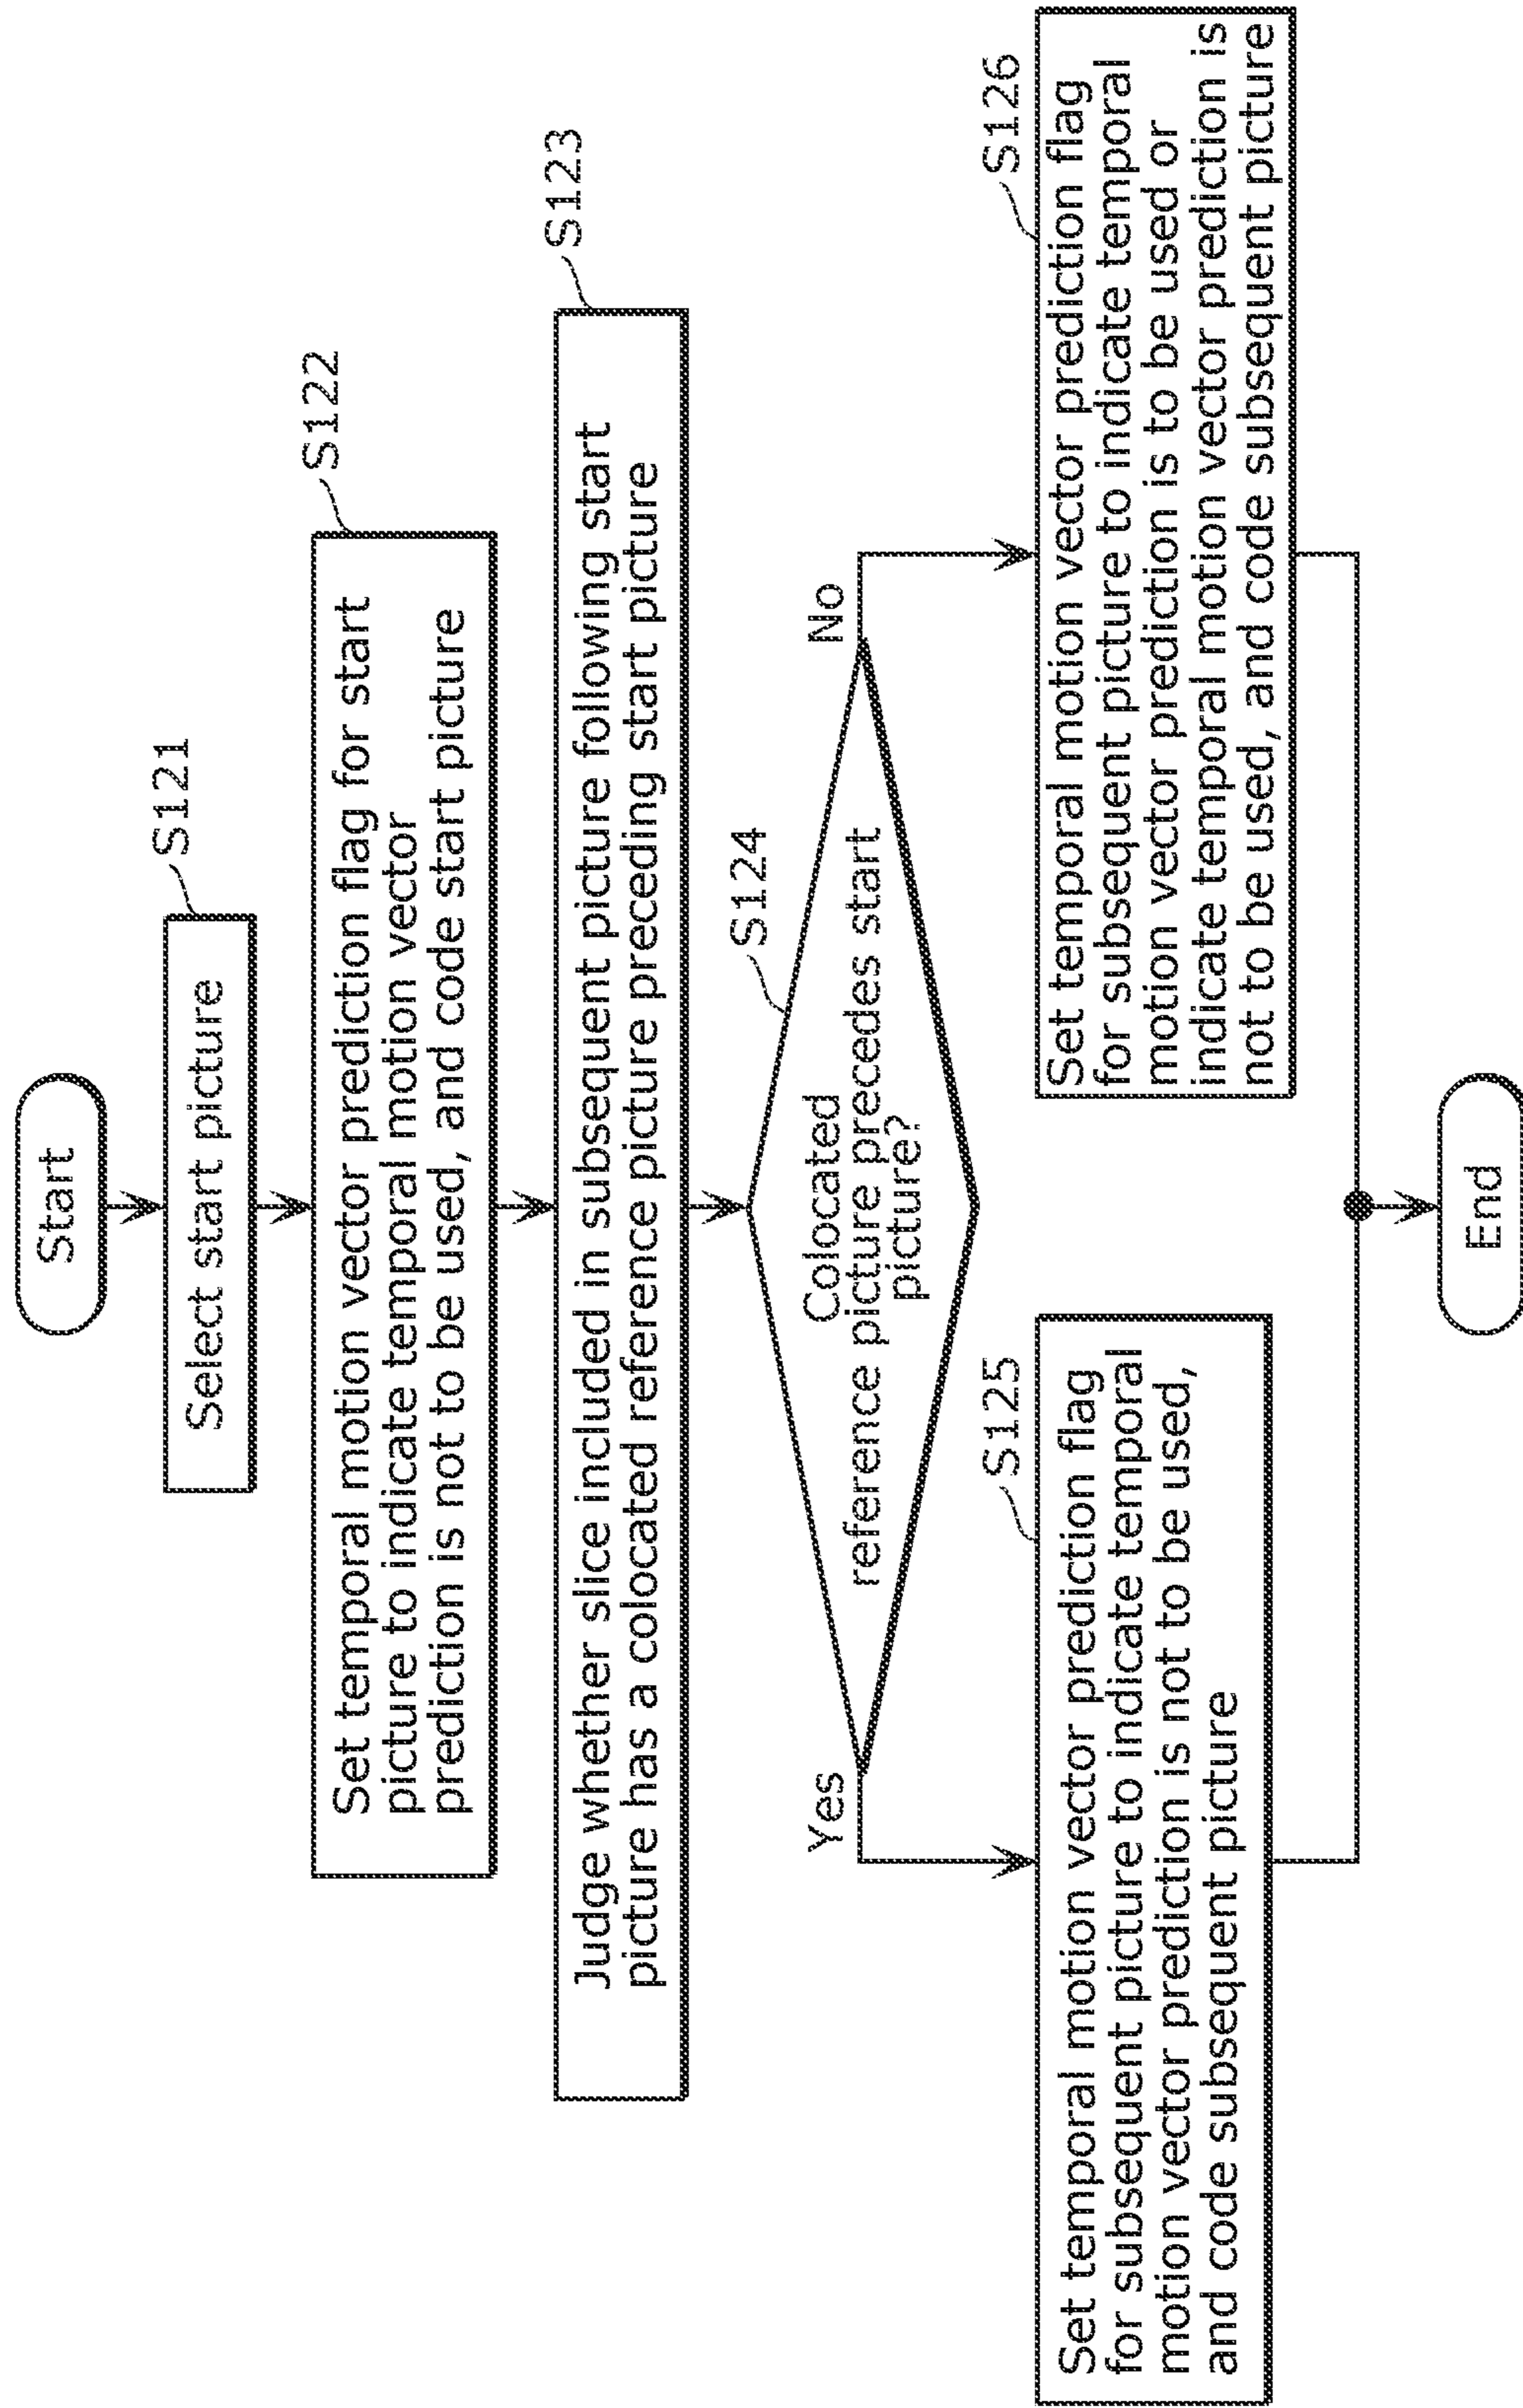 Start
S121
Select start picture
S122
Set temporal motion vector prediction flag for start
picture to indicate temporal motion vector
prediction is not to be used, and code start picture
S123
Judge whether slice included in subsequent picture following start
picture has a colocated reference picture preceding start picture
S124
Colocated
reference picture precedes start
picture?
Yes
No
S125
Set temporal motion vector prediction flag
for subsequent picture to indicate temporal
motion vector prediction is not to be used,
and code subsequent picture
S126
Set temporal motion vector prediction flag
for subsequent picture to indicate temporal
motion vector prediction is to be used or
indicate temporal motion vector prediction is
not to be used, and code subsequent picture
End